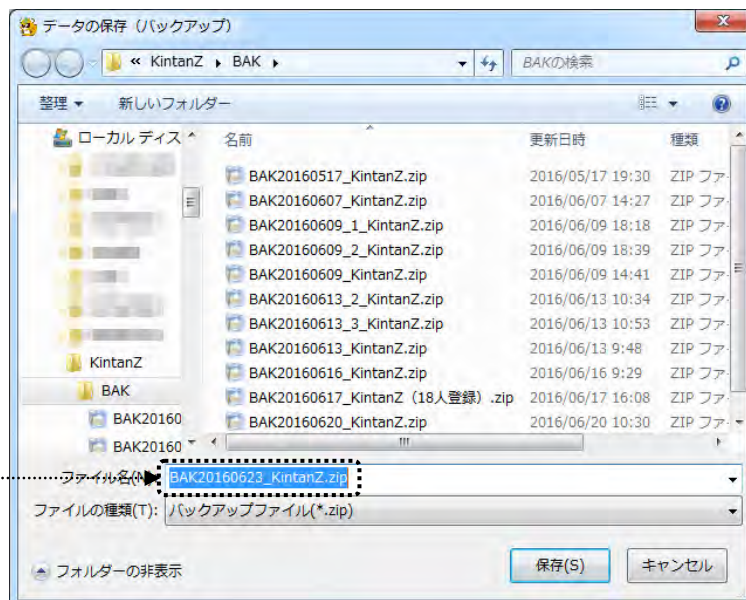 データの保存（バックアップ）
« KintanZ ▸ BAK ▸
BAKの検索
整理 ▼ 新しいフォルダー
ローカル ディス
名前 更新日時 種類
BAK20160517_KintanZ.zip 2016/05/17 19:30 ZIP ファ
BAK20160607_KintanZ.zip 2016/06/07 14:27 ZIP ファ
BAK20160609_1_KintanZ.zip 2016/06/09 18:18 ZIP ファ
BAK20160609_2_KintanZ.zip 2016/06/09 18:39 ZIP ファ
BAK20160609_KintanZ.zip 2016/06/09 14:41 ZIP ファ
BAK20160613_2_KintanZ.zip 2016/06/13 10:34 ZIP ファ
BAK20160613_3_KintanZ.zip 2016/06/13 10:53 ZIP ファ
BAK20160613_KintanZ.zip 2016/06/13 9:48 ZIP ファ
BAK20160616_KintanZ.zip 2016/06/16 9:29 ZIP ファ
BAK20160617_KintanZ（18人登録）.zip 2016/06/17 16:08 ZIP ファ
BAK20160620_KintanZ.zip 2016/06/20 10:30 ZIP ファ
KintanZ
BAK
BAK20160
BAK20160
ファイル名(N): BAK20160623_KintanZ.zip
ファイルの種類(T): バックアップファイル(*.zip)
フォルダーの非表示
保存(S)
キャンセル